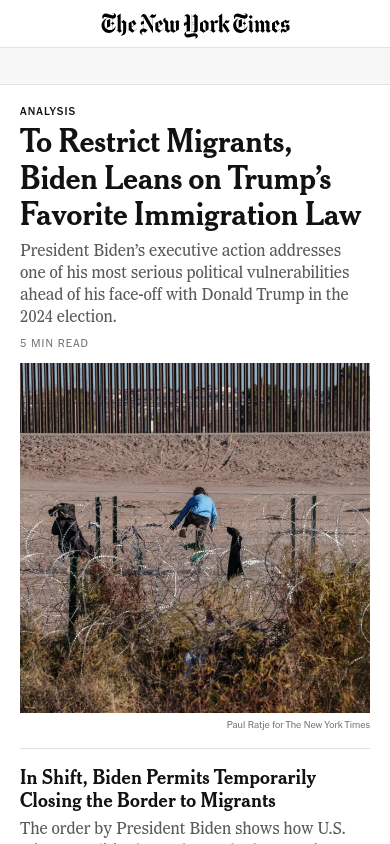 The New York Times
ANALYSIS
To Restrict Migrants,
Biden Leans on Trump’s
Favorite Immigration Law
President Biden’s executive action addresses
one of his most serious political vulnerabilities
ahead of his face-off with Donald Trump in the
2024 election.
5 MIN READ
Paul Ratje for The New York Times
In Shift, Biden Permits Temporarily
Closing the Border to Migrants
The order by President Biden shows how U.S.